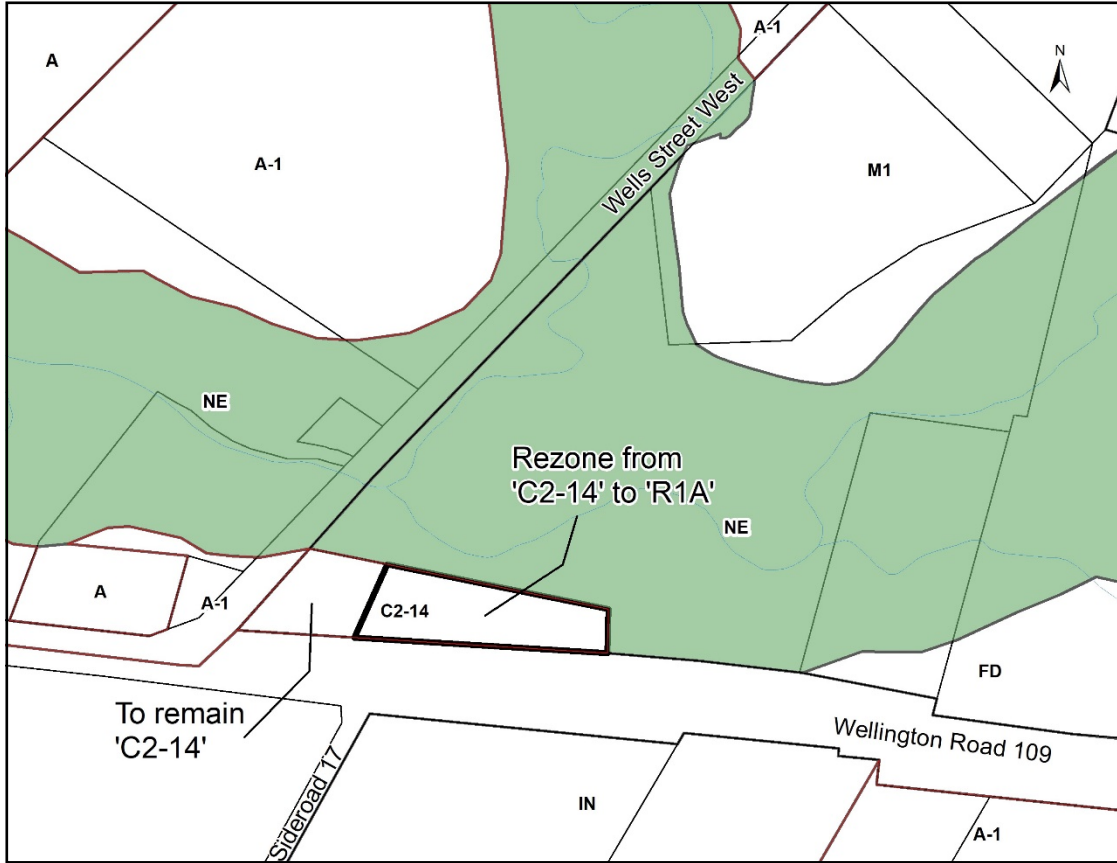 A
A-1
N
A-1
Wells Street West
M1
NE
Rezone from
'C2-14' to 'R1A'
NE
A
A-1
C2-14
FD
To remain
'C2-14'
Wellington Road 109
Sideroad 17
IN
A-1